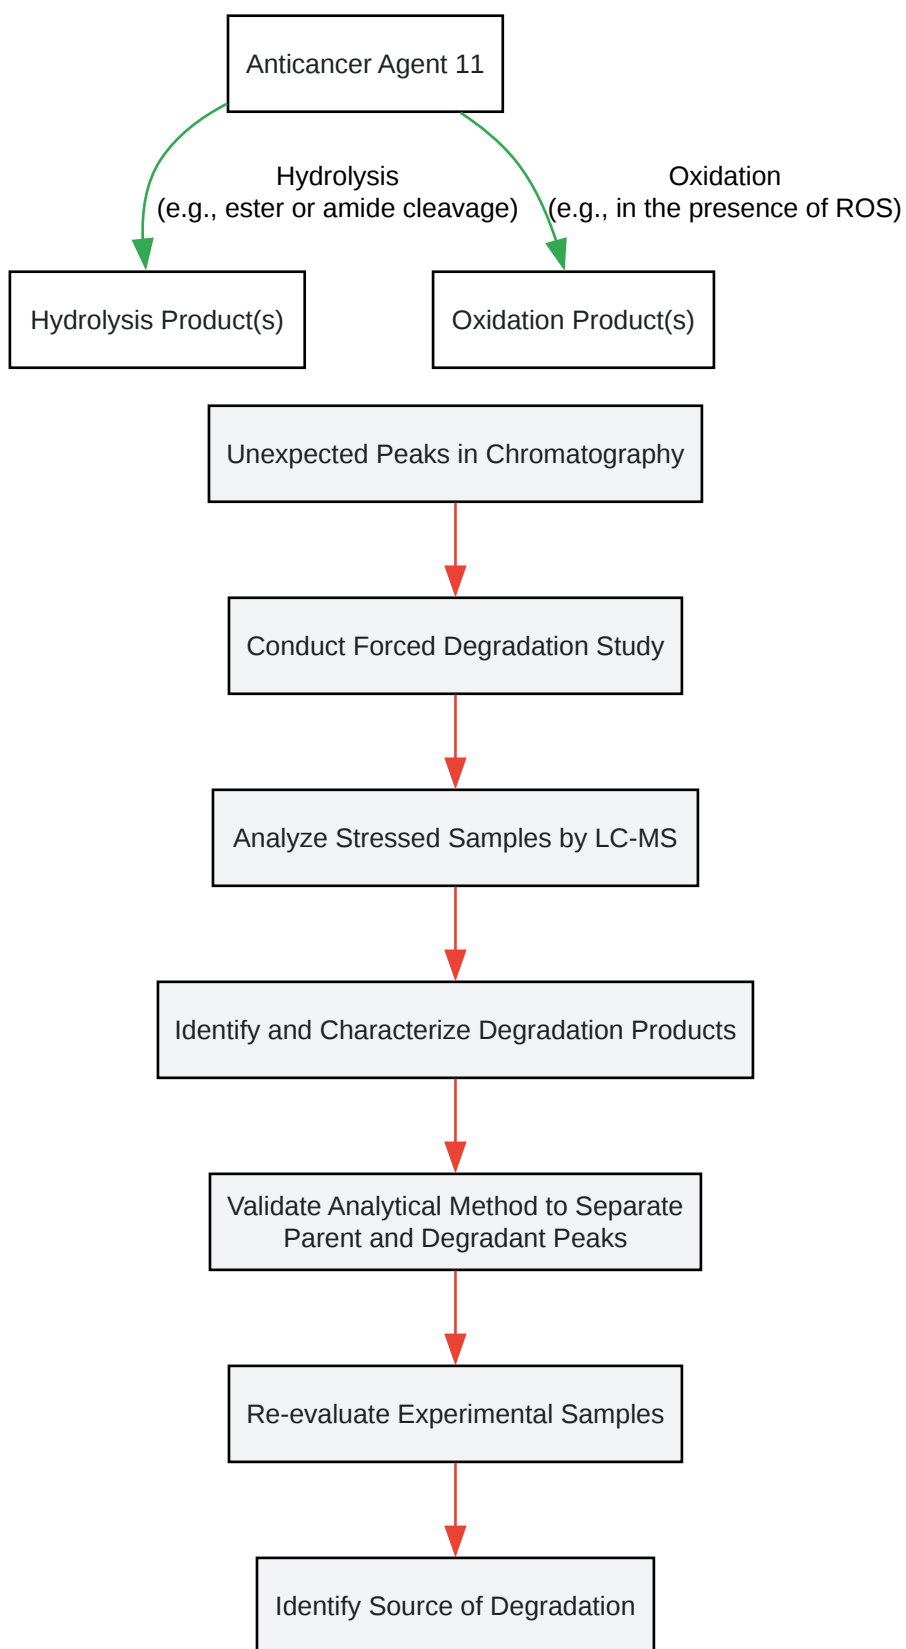 Anticancer Agent 11
Hydrolysis
(e.g., ester or amide cleavage)
Oxidation
(e.g., in the presence of ROS)
Hydrolysis Product(s)
Oxidation Product(s)
Unexpected Peaks in Chromatography
Conduct Forced Degradation Study
Analyze Stressed Samples by LC-MS
Identify and Characterize Degradation Products
Validate Analytical Method to Separate
Parent and Degradant Peaks
Re-evaluate Experimental Samples
Identify Source of Degradation